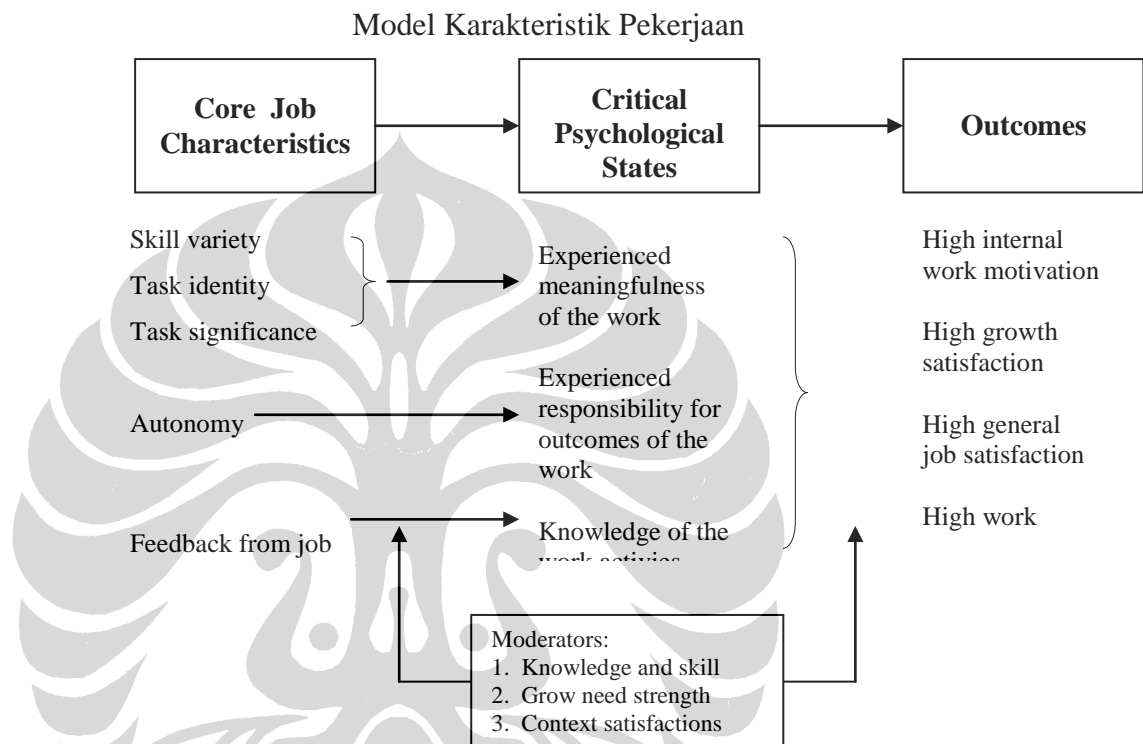 Model Karakteristik Pekerjaan
Core Job
Characteristics
Critical
Psychological
States
Outcomes
Skill variety
Task identity
Task significance
Autonomy
Feedback from job
Experienced
meaningfulness
of the work
Experienced
responsibility for
outcomes of the
work
Knowledge of the
work activies
High internal
work motivation
High growth
satisfaction
High general
job satisfaction
High work
Moderators:
1. Knowledge and skill
2. Grow need strength
3. Context satisfactions